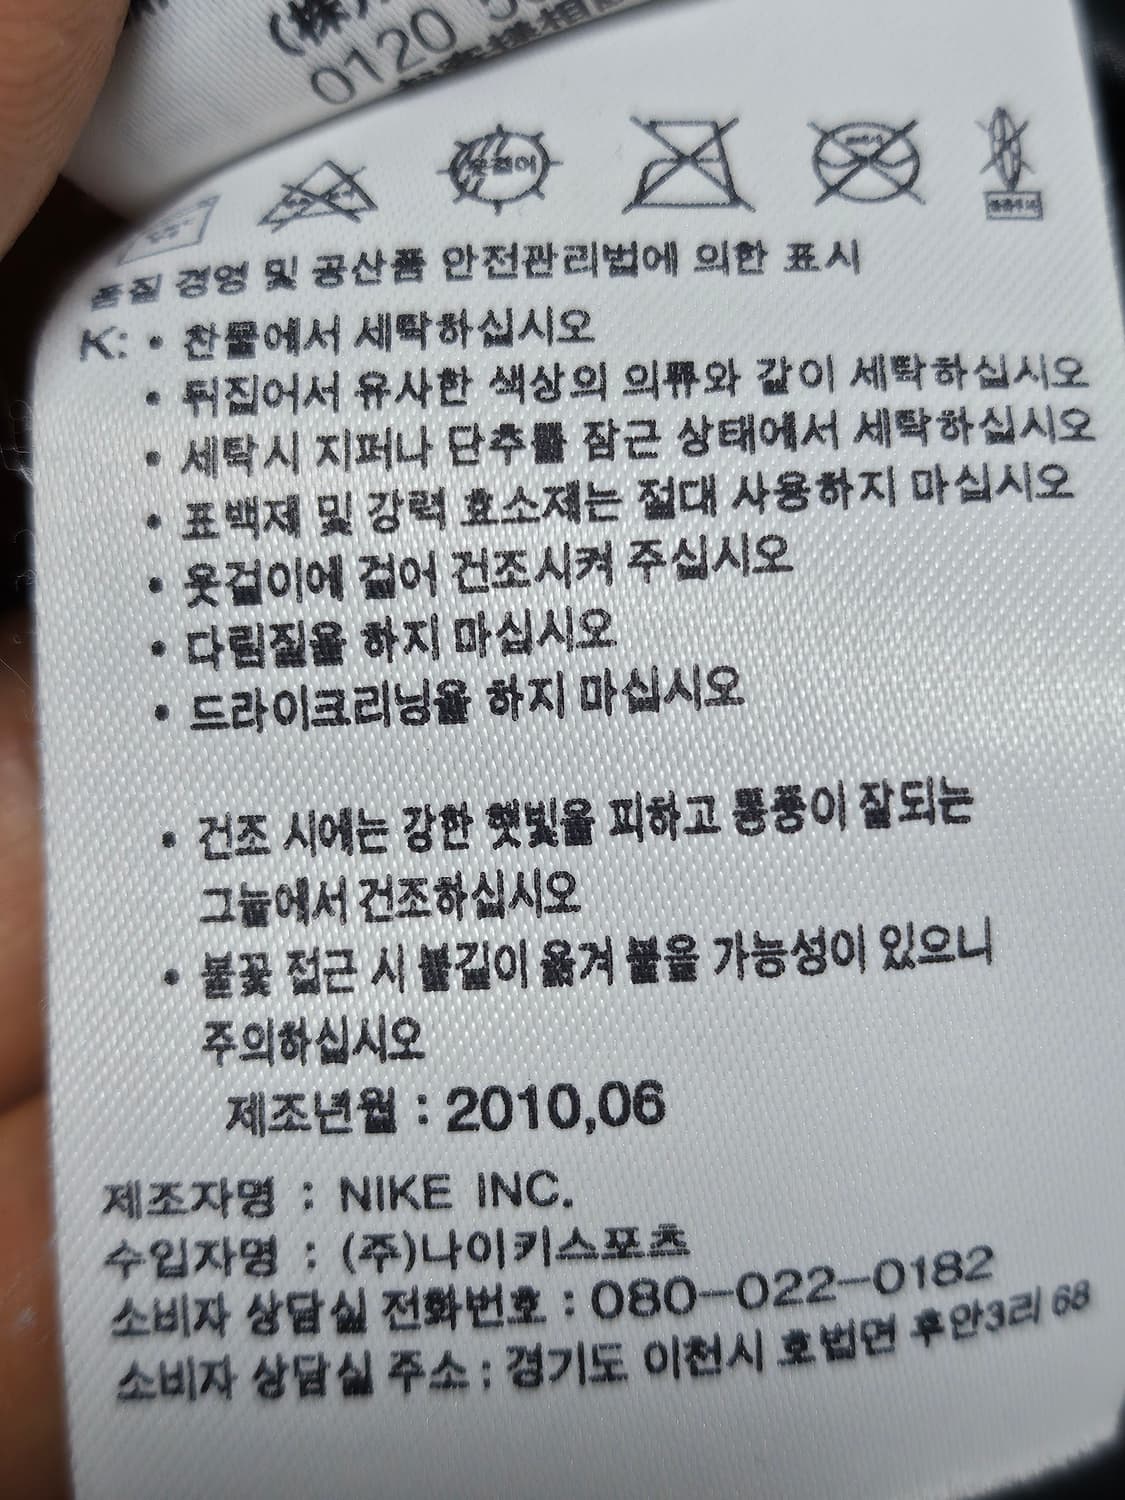 (株)
0120
옷걸이
품질 경영 및 공산품 안전관리법에 의한 표시
K: • 찬물에서 세탁하십시오
• 뒤집어서 유사한 색상의 의류와 같이 세탁하십시오
• 세탁시 지퍼나 단추를 잠근 상태에서 세탁하십시오
• 표백제 및 강력 효소제는 절대 사용하지 마십시오
• 옷걸이에 걸어 건조시켜 주십시오
• 다림질을 하지 마십시오
• 드라이크리닝을 하지 마십시오
• 건조 시에는 강한 햇빛을 피하고 통풍이 잘되는
그늘에서 건조하십시오
• 불꽃 접근 시 불길이 옮겨 붙을 가능성이 있으니
주의하십시오
제조년월 : 2010,06
제조자명 : NIKE INC.
수입자명 : (주)나이키스포츠
소비자 상담실 전화번호 : 080-022-0182
소비자 상담실 주소 : 경기도 이천시 호법면 후안3리 68